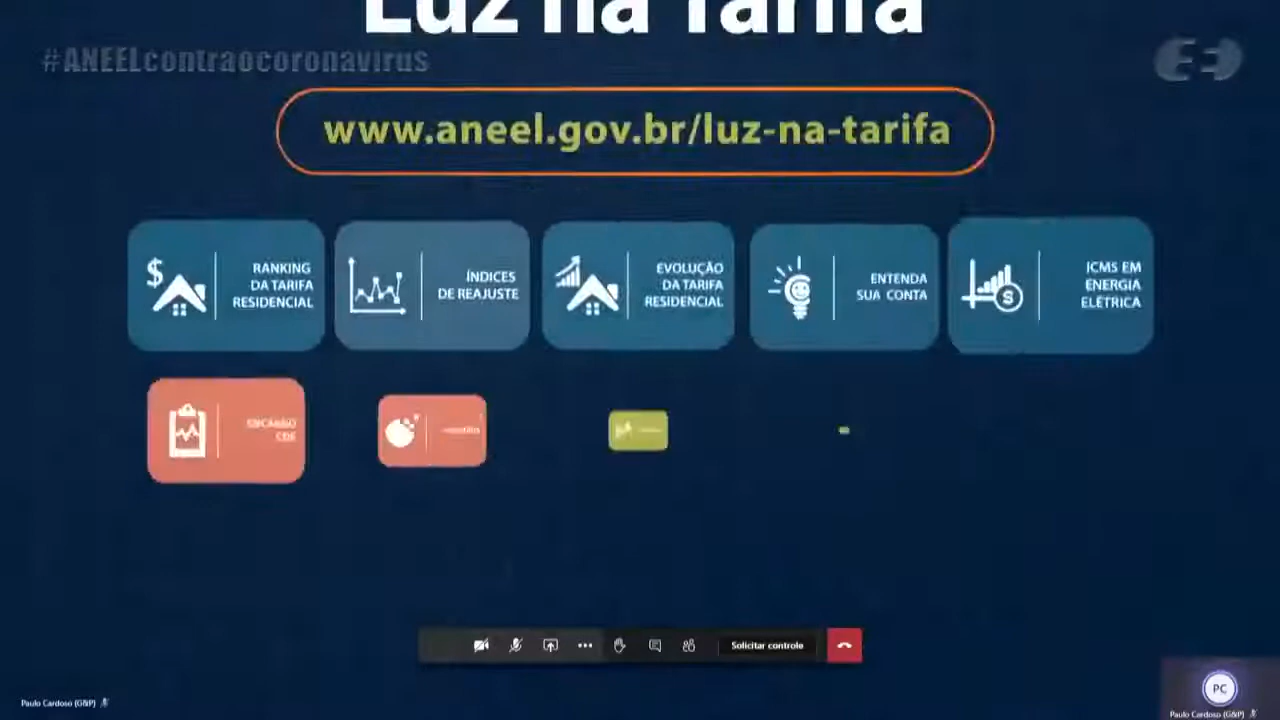 Luz na Tarifa
#ANEELcontraocoronavirus
www.aneel.gov.br/luz-na-tarifa
RANKING
DA TARIFA
RESIDENCIAL
ÍNDICES
DE REAJUSTE
EVOLUÇÃO
DA TARIFA
RESIDENCIAL
ENTENDA
SUA CONTA
ICMS EM
ENERGIA
ELÉTRICA
$
S
ENCARGO
CDE
Solicitar controle
PC
Paulo Cardoso (G&P)
Paulo Cardoso (G&P)